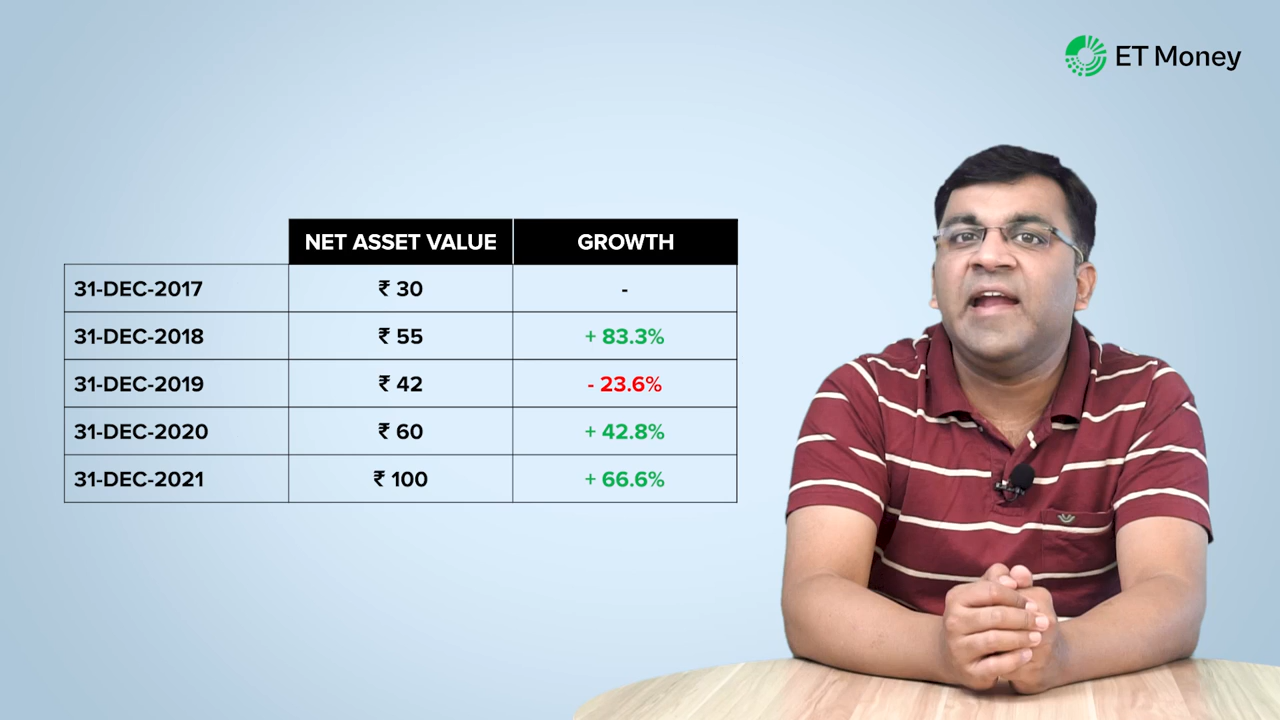 ET Money
NET ASSET VALUE GROWTH
31-DEC-2017 ₹ 30 -
31-DEC-2018 ₹ 55 + 83.3%
31-DEC-2019 ₹ 42 - 23.6%
31-DEC-2020 ₹ 60 + 42.8%
31-DEC-2021 ₹ 100 + 66.6%